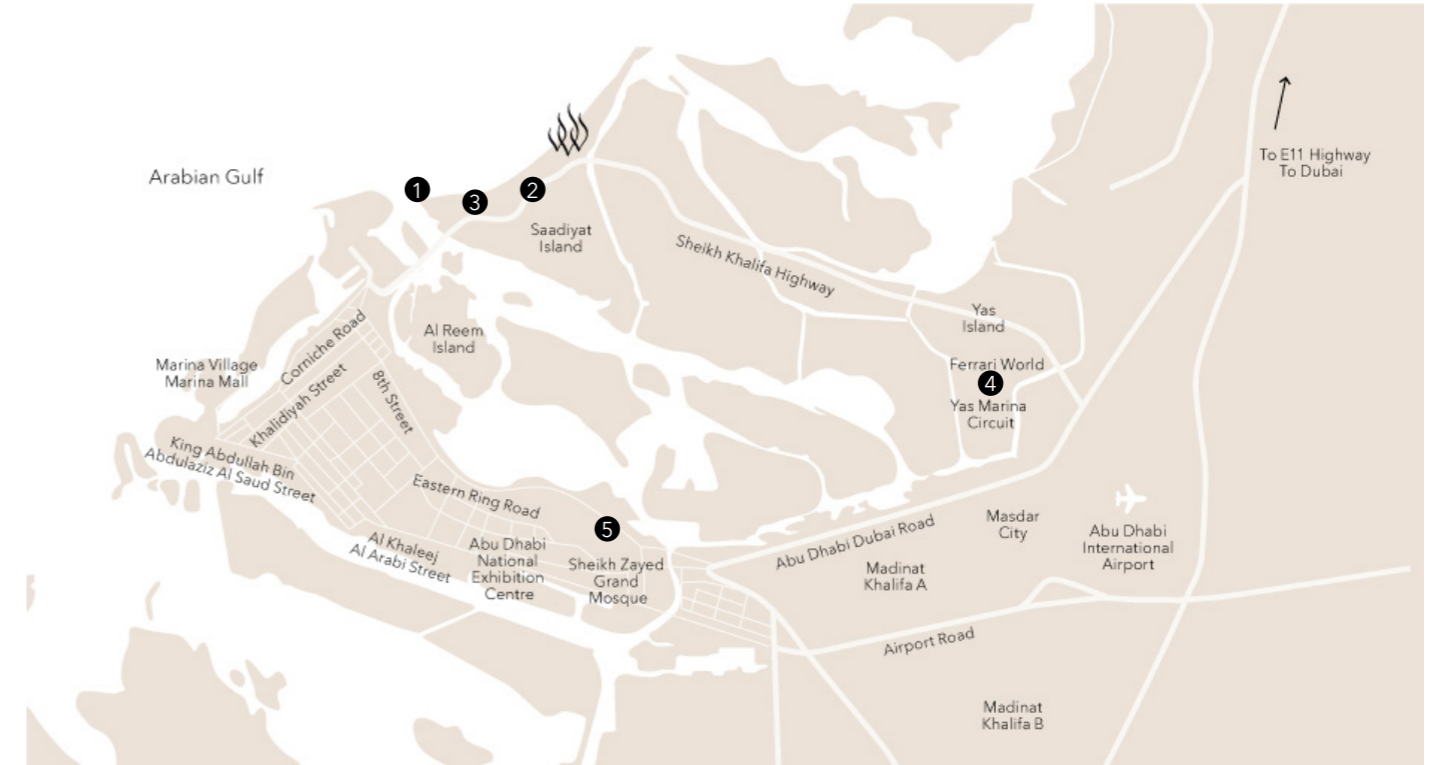 To E11 Highway
To Dubai
Arabian Gulf
1
3
2
Saadiyat
Island
Sheikh Khalifa Highway
Yas
Island
Al Reem
Island
Corniche Road
Marina Village
Marina Mall
Khalidiyah Street
8th Street
Ferrari World
4
Yas Marina
Circuit
King Abdullah Bin
Abdulaziz Al Saud Street
Eastern Ring Road
5
Al Khaleej
Al Arabi Street
Abu Dhabi
National
Exhibition
Centre
Sheikh Zayed
Grand
Mosque
Abu Dhabi Dubai Road
Masdar
City
Abu Dhabi
International
Airport
Madinat
Khalifa A
Airport Road
Madinat
Khalifa B